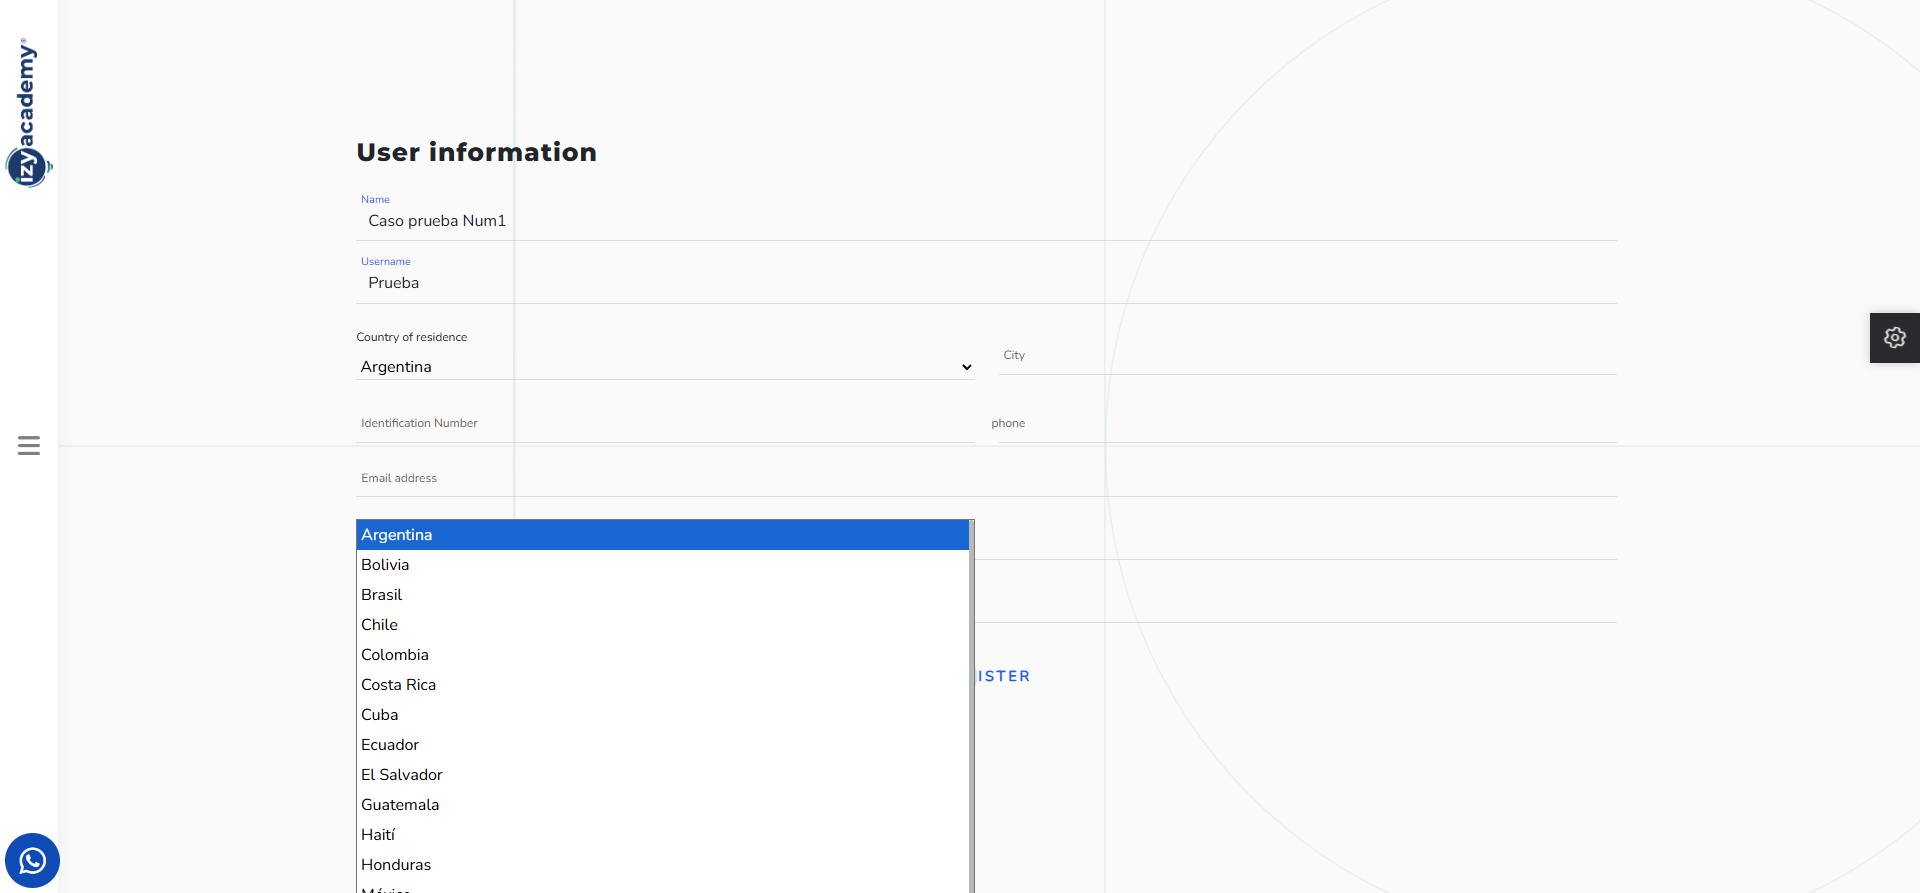 izyacademy®
User information
Name
Caso prueba Num1
Username
Prueba
Country of residence
Argentina
City
Identification Number
phone
Email address
Argentina
Bolivia
Brasil
Chile
Colombia
Costa Rica
Cuba
Ecuador
El Salvador
Guatemala
Haití
Honduras
México
ISTER